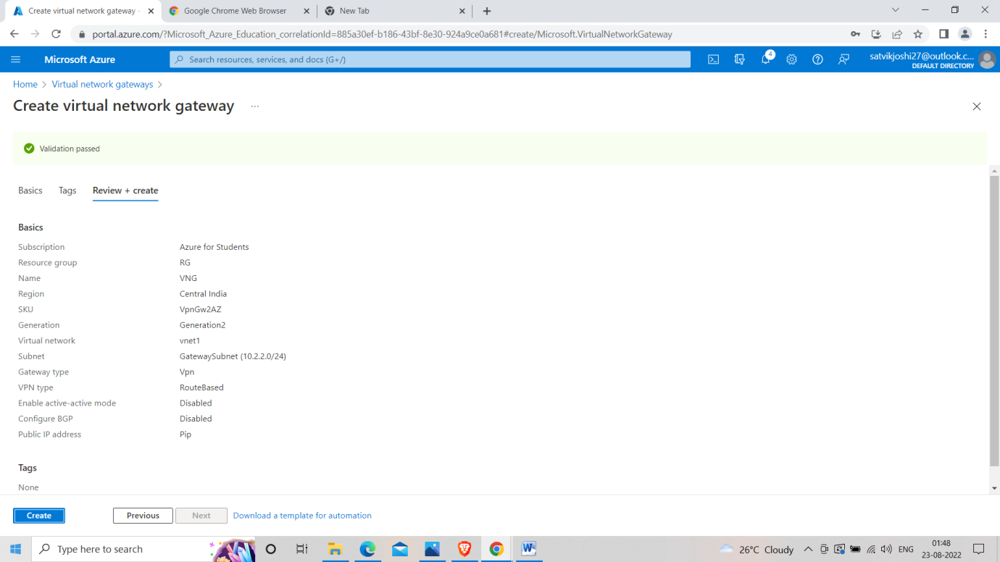 Create virtual network gateway -
Google Chrome Web Browser
New Tab
portal.azure.com/?Microsoft_Azure_Education_correlationId=885a30ef-b186-43bf-8e30-924a9ce0a681#create/Microsoft.VirtualNetworkGateway
Microsoft Azure
Search resources, services, and docs (G+/)
4
satvikjoshi27@outlook.c...
DEFAULT DIRECTORY
Home > Virtual network gateways >
Create virtual network gateway ...
Validation passed
Basics Tags Review + create
Basics
Subscription Azure for Students
Resource group RG
Name VNG
Region Central India
SKU VpnGw2AZ
Generation Generation2
Virtual network vnet1
Subnet GatewaySubnet (10.2.2.0/24)
Gateway type Vpn
VPN type RouteBased
Enable active-active mode Disabled
Configure BGP Disabled
Public IP address Pip
Tags
None
Create Previous Next Download a template for automation
Type here to search
26°C Cloudy
ENG
01:48
23-08-2022